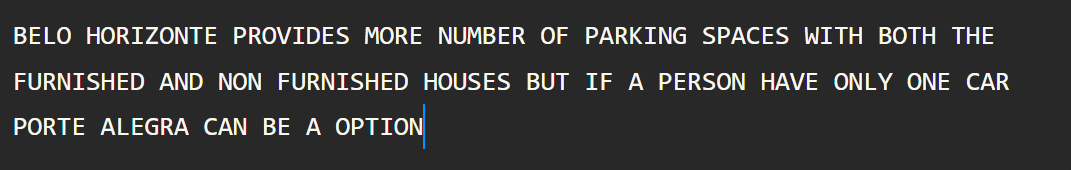 BELO HORIZONTE PROVIDES MORE NUMBER OF PARKING SPACES WITH BOTH THE
FURNISHED AND NON FURNISHED HOUSES BUT IF A PERSON HAVE ONLY ONE CAR
PORTE ALEGRA CAN BE A OPTION